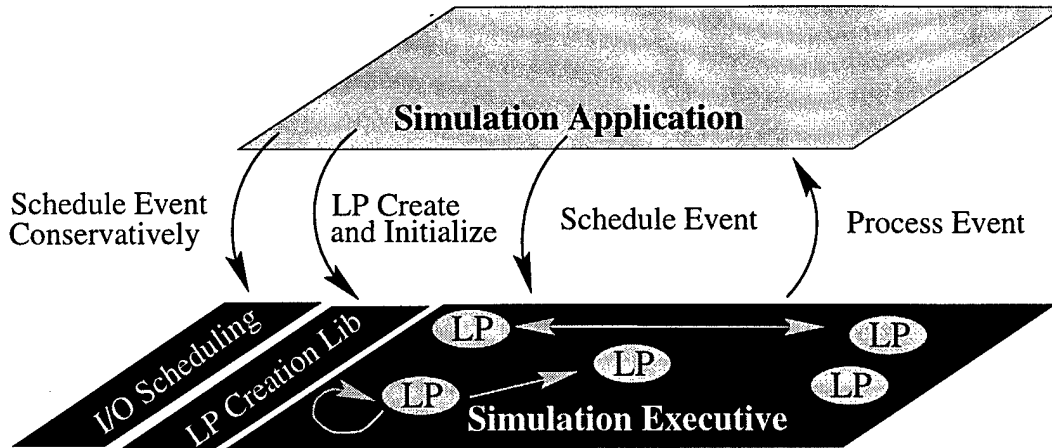 Simulation Application
Schedule Event
Conservatively
LP Create
and Initialize
Schedule Event
Process Event
I/O Scheduling
LP Creation Lib
LP
LP
LP
LP
LP
Simulation Executive